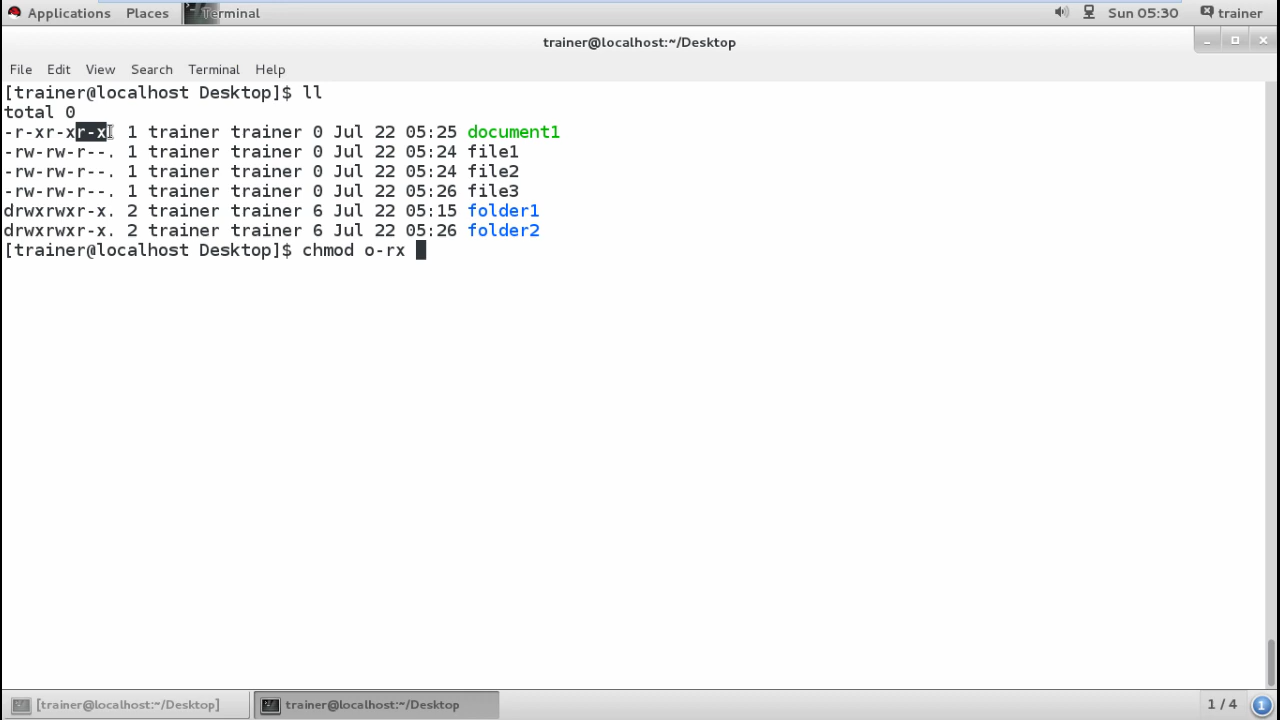 Applications Places Terminal Sun 05:30 trainer
trainer@localhost:~/Desktop
File Edit View Search Terminal Help
[trainer@localhost Desktop]$ ll
total 0
-r-xr-xr-x. 1 trainer trainer 0 Jul 22 05:25 document1
-rw-rw-r--. 1 trainer trainer 0 Jul 22 05:24 file1
-rw-rw-r--. 1 trainer trainer 0 Jul 22 05:24 file2
-rw-rw-r--. 1 trainer trainer 0 Jul 22 05:26 file3
drwxrwxr-x. 2 trainer trainer 6 Jul 22 05:15 folder1
drwxrwxr-x. 2 trainer trainer 6 Jul 22 05:26 folder2
[trainer@localhost Desktop]$ chmod o-rx
[trainer@localhost:~/Desktop] trainer@localhost:~/Desktop 1 / 4 1